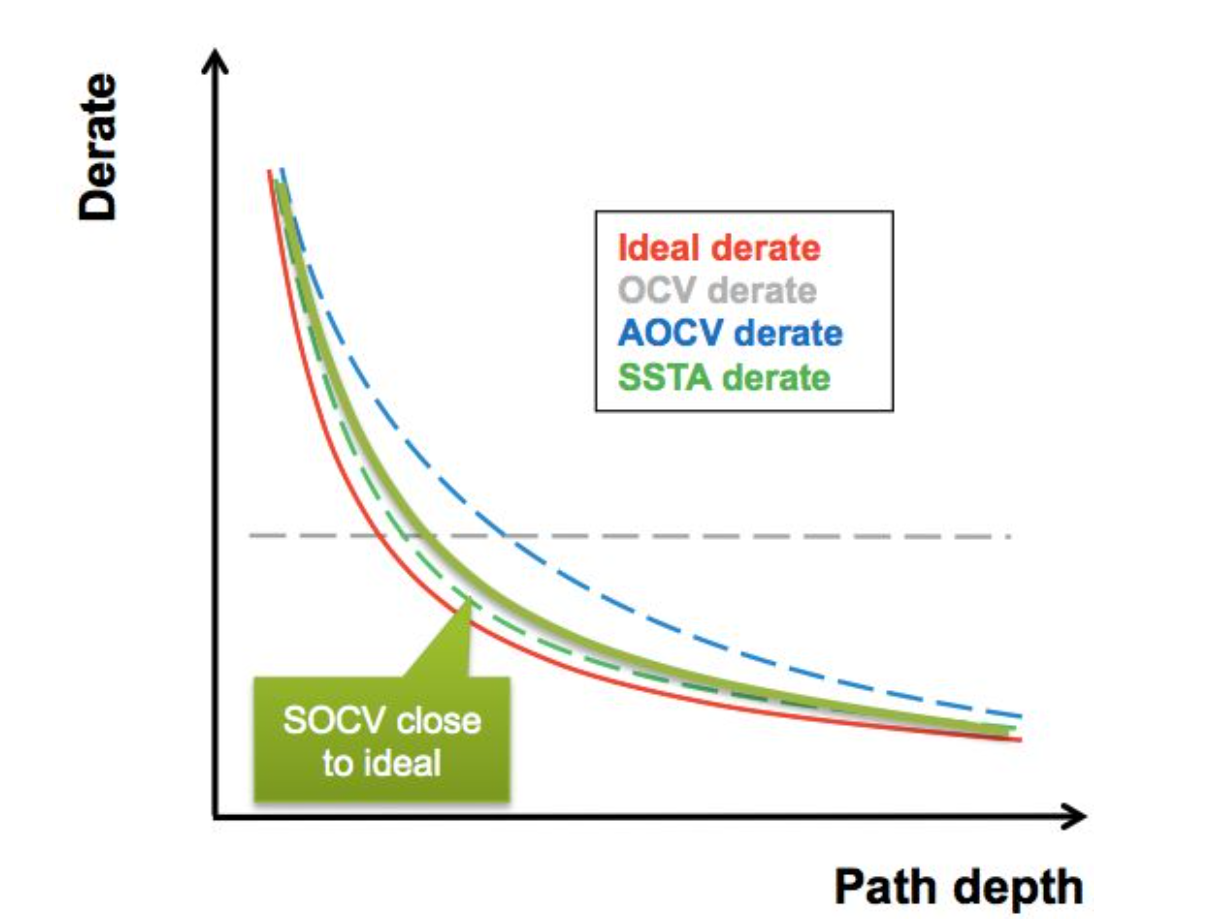 Derate
Ideal derate
OCV derate
AOCV derate
SSTA derate
SOCV close
to ideal
Path depth